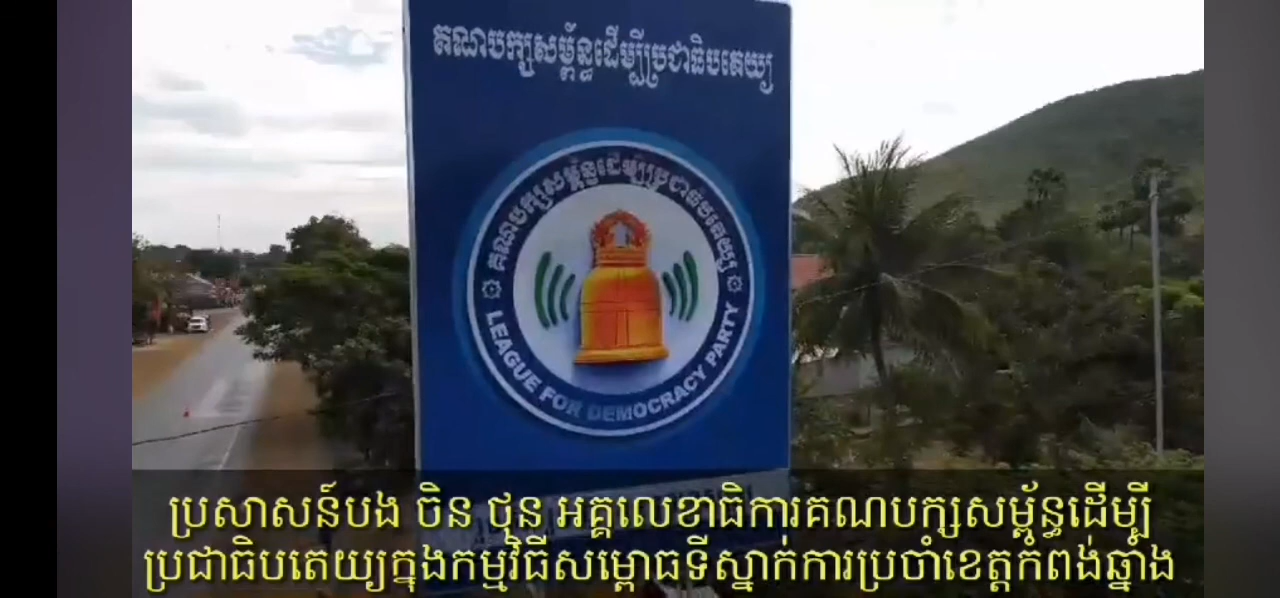 គណបក្សសម្ព័ន្ធដើម្បីប្រជាធិបតេយ្យ
គណបក្សសម្ព័ន្ធដើម្បីប្រជាធិបតេយ្យ
LEAGUE FOR DEMOCRACY PARTY
ប្រសាសន៍បង ចិន ថុន អគ្គលេខាធិការគណបក្សសម្ព័ន្ធដើម្បី
ប្រជាធិបតេយ្យក្នុងកម្មវិធីសម្ពោធទីស្នាក់ការប្រចាំខេត្តកំពង់ឆ្នាំង